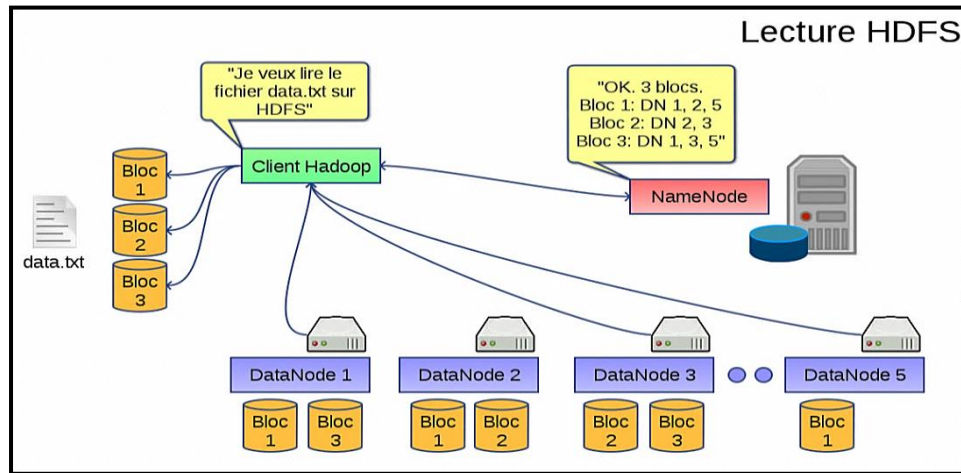 Lecture HDFS
"Je veux lire le
fichier data.txt sur
HDFS"
"OK. 3 blocs.
Bloc 1: DN 1, 2, 5
Bloc 2: DN 2, 3
Bloc 3: DN 1, 3, 5"
Client Hadoop
NameNode
Bloc
1
Bloc
2
Bloc
3
data.txt
DataNode 1
DataNode 2
DataNode 3
DataNode 5
Bloc
1
Bloc
3
Bloc
1
Bloc
2
Bloc
2
Bloc
3
Bloc
1